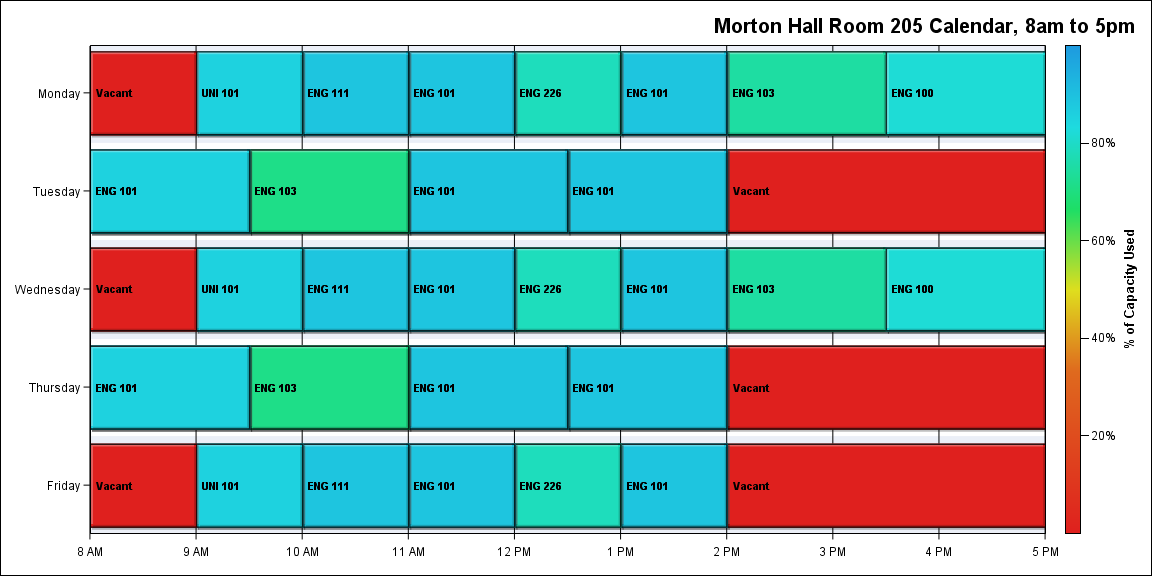 Morton Hall Room 205 Calendar, 8am to 5pm
Monday
Vacant
UNI 101
ENG 111
ENG 101
ENG 226
ENG 101
ENG 103
ENG 100
Tuesday
ENG 101
ENG 103
ENG 101
ENG 101
Vacant
Wednesday
Vacant
UNI 101
ENG 111
ENG 101
ENG 226
ENG 101
ENG 103
ENG 100
Thursday
ENG 101
ENG 103
ENG 101
ENG 101
Vacant
Friday
Vacant
UNI 101
ENG 111
ENG 101
ENG 226
ENG 101
Vacant
8 AM
9 AM
10 AM
11 AM
12 PM
1 PM
2 PM
3 PM
4 PM
5 PM
80%
60%
40%
20%
% of Capacity Used